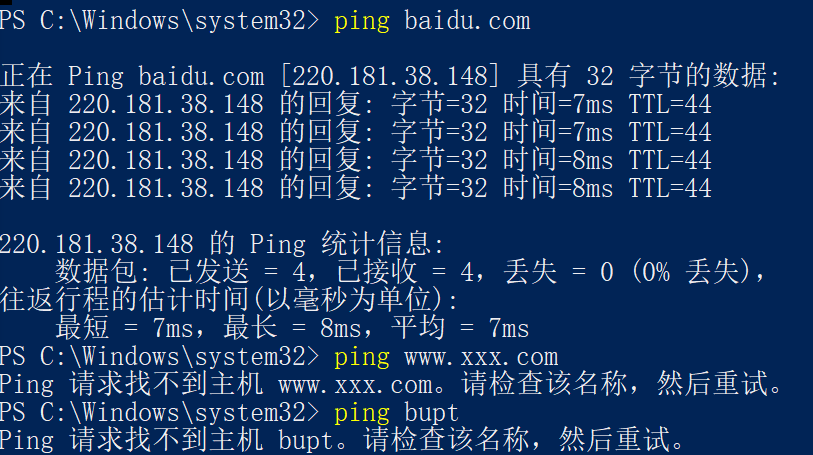 PS C:\Windows\system32> ping baidu.com
正在 Ping baidu.com [220.181.38.148] 具有 32 字节的数据:
来自 220.181.38.148 的回复: 字节=32 时间=7ms TTL=44
来自 220.181.38.148 的回复: 字节=32 时间=7ms TTL=44
来自 220.181.38.148 的回复: 字节=32 时间=8ms TTL=44
来自 220.181.38.148 的回复: 字节=32 时间=8ms TTL=44
220.181.38.148 的 Ping 统计信息:
    数据包: 已发送 = 4，已接收 = 4，丢失 = 0 (0% 丢失)，
往返行程的估计时间(以毫秒为单位):
    最短 = 7ms，最长 = 8ms，平均 = 7ms
PS C:\Windows\system32> ping www.xxx.com
Ping 请求找不到主机 www.xxx.com。请检查该名称，然后重试。
PS C:\Windows\system32> ping bupt
Ping 请求找不到主机 bupt。请检查该名称，然后重试。